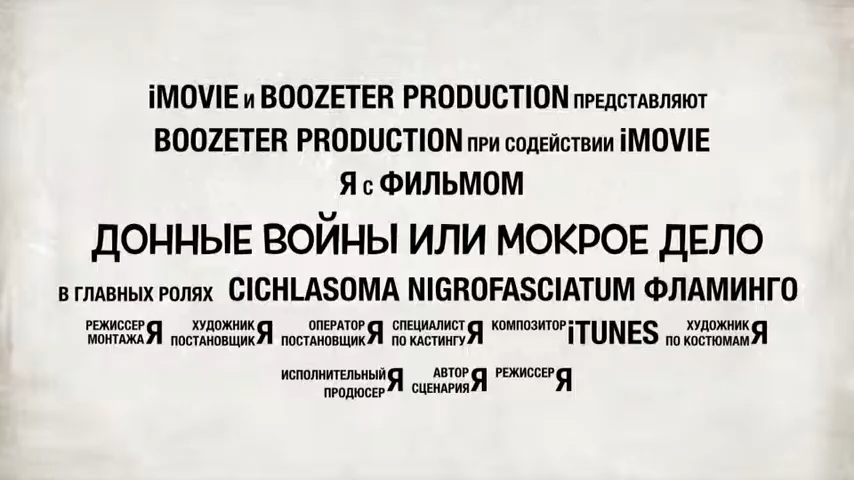 iMOVIE и BOOZETER PRODUCTION ПРЕДСТАВЛЯЮТ
BOOZETER PRODUCTION ПРИ СОДЕЙСТВИИ iMOVIE
Я С ФИЛЬМОМ
ДОННЫЕ ВОЙНЫ ИЛИ МОКРОЕ ДЕЛО
В ГЛАВНЫХ РОЛЯХ CICHLASOMA NIGROFASCIATUM ФЛАМИНГО
РЕЖИССЕР МОНТАЖА Я ХУДОЖНИК ПОСТАНОВЩИК Я ОПЕРАТОР ПОСТАНОВЩИК Я СПЕЦИАЛИСТ ПО КАСТИНГУ Я КОМПОЗИТОР iTUNES ХУДОЖНИК ПО КОСТЮМАМ Я
ИСПОЛНИТЕЛЬНЫЙ ПРОДЮСЕР Я АВТОР СЦЕНАРИЯ Я РЕЖИССЕР Я